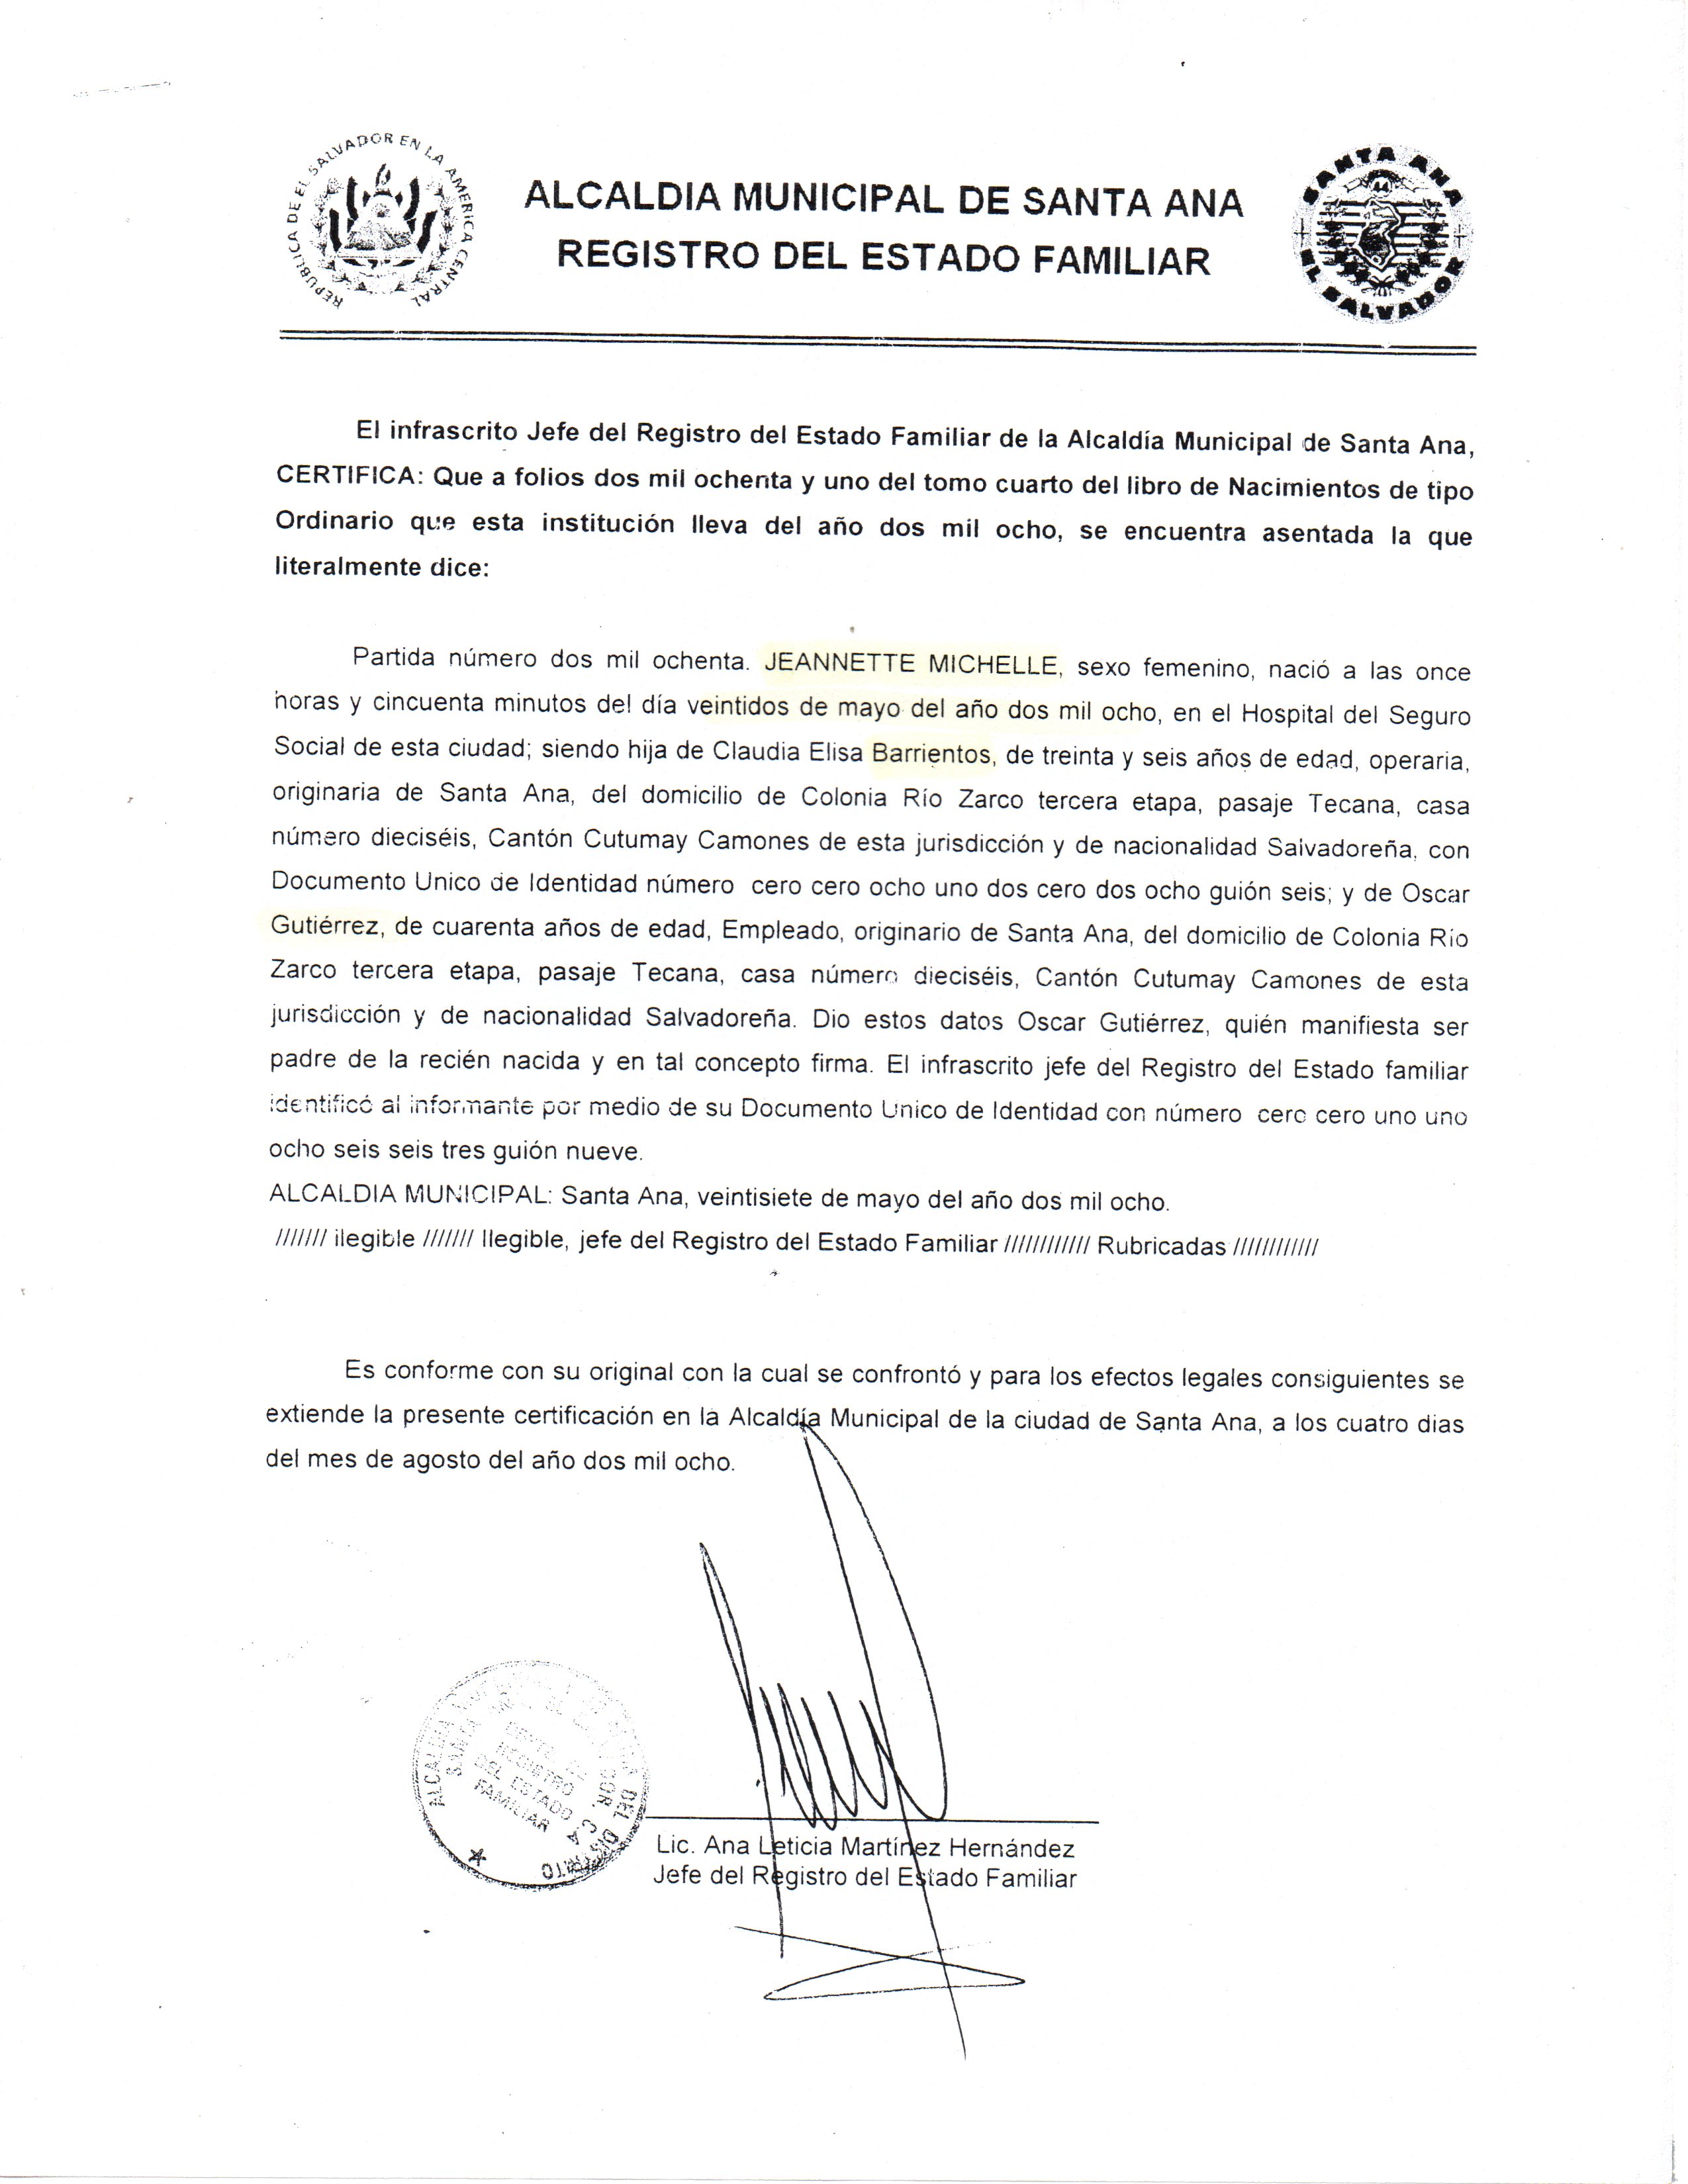 REPUBLICA DE EL SALVADOR EN LA AMERICA CENTRAL
ALCALDIA MUNICIPAL DE SANTA ANA
REGISTRO DEL ESTADO FAMILIAR
SANTA ANA
EL SALVADOR
El infrascrito Jefe del Registro del Estado Familiar de la Alcaldía Municipal de Santa Ana,
CERTIFICA: Que a folios dos mil ochenta y uno del tomo cuarto del libro de Nacimientos de tipo
Ordinario que esta institución lleva del año dos mil ocho, se encuentra asentada la que
literalmente dice:
Partida número dos mil ochenta. JEANNETTE MICHELLE, sexo femenino, nació a las once
horas y cincuenta minutos del día veintidos de mayo del año dos mil ocho, en el Hospital del Seguro
Social de esta ciudad; siendo hija de Claudia Elisa Barrientos, de treinta y seis años de edad, operaria,
originaria de Santa Ana, del domicilio de Colonia Río Zarco tercera etapa, pasaje Tecana, casa
número dieciséis, Cantón Cutumay Camones de esta jurisdicción y de nacionalidad Salvadoreña, con
Documento Unico de Identidad número cero cero ocho uno dos cero dos ocho guión seis; y de Oscar
Gutiérrez, de cuarenta años de edad, Empleado, originario de Santa Ana, del domicilio de Colonia Río
Zarco tercera etapa, pasaje Tecana, casa número dieciséis, Cantón Cutumay Camones de esta
jurisdicción y de nacionalidad Salvadoreña. Dio estos datos Oscar Gutiérrez, quién manifiesta ser
padre de la recién nacida y en tal concepto firma. El infrascrito jefe del Registro del Estado familiar
identificó al informante por medio de su Documento Unico de Identidad con número cero cero uno uno
ocho seis seis tres guión nueve.
ALCALDIA MUNICIPAL: Santa Ana, veintisiete de mayo del año dos mil ocho.
/////// ilegible /////// Ilegible, jefe del Registro del Estado Familiar //////////// Rubricadas ////////////
Es conforme con su original con la cual se confrontó y para los efectos legales consiguientes se
extiende la presente certificación en la Alcaldía Municipal de la ciudad de Santa Ana, a los cuatro dias
del mes de agosto del año dos mil ocho.
ALCALDIA
DEL DISTRITO
SANTA
C.A
REGISTRO
DEL ESTADO
FAMILIAR
Lic. Ana Leticia Martínez Hernández
Jefe del Registro del Estado Familiar